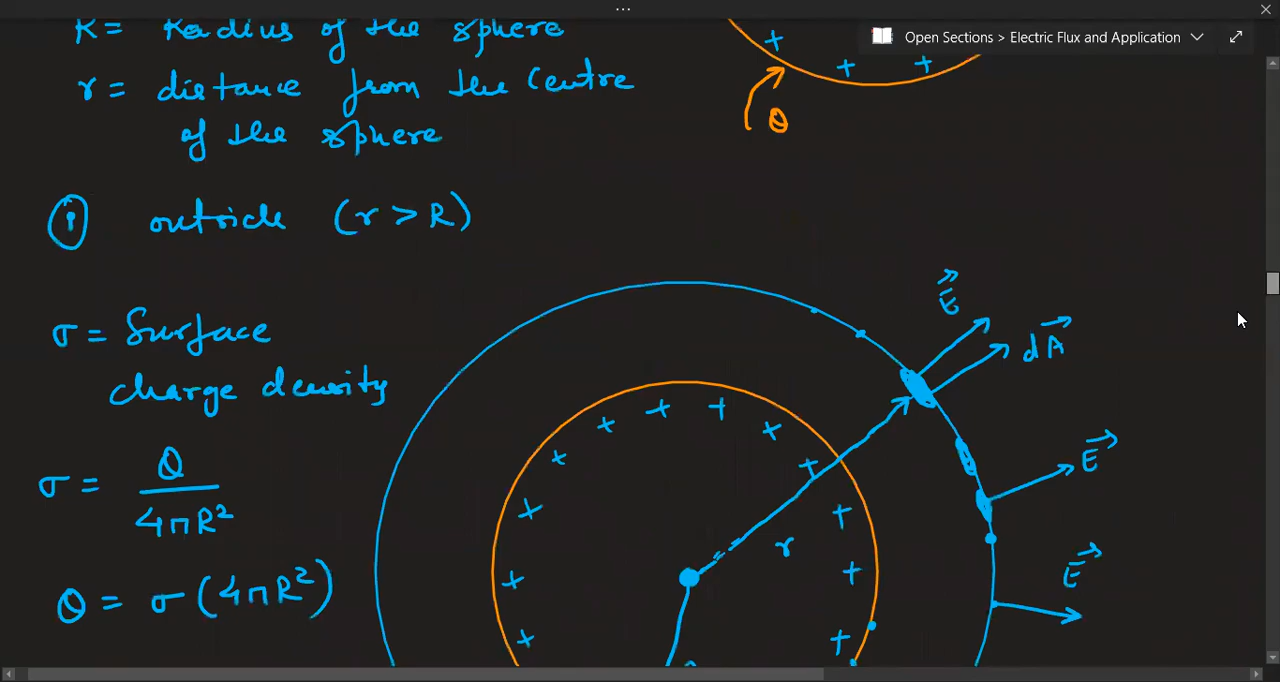 R = Radius of the sphere
r = distance from the Centre
of the sphere
Open Sections > Electric Flux and Application
+ + +
Q
① outside (r > R)
σ = Surface
charge density
σ = Q / 4πR²
Q = σ (4πR²)
E⃗
dA⃗
E⃗
E⃗
r
+ + + + + + + + + + + + +